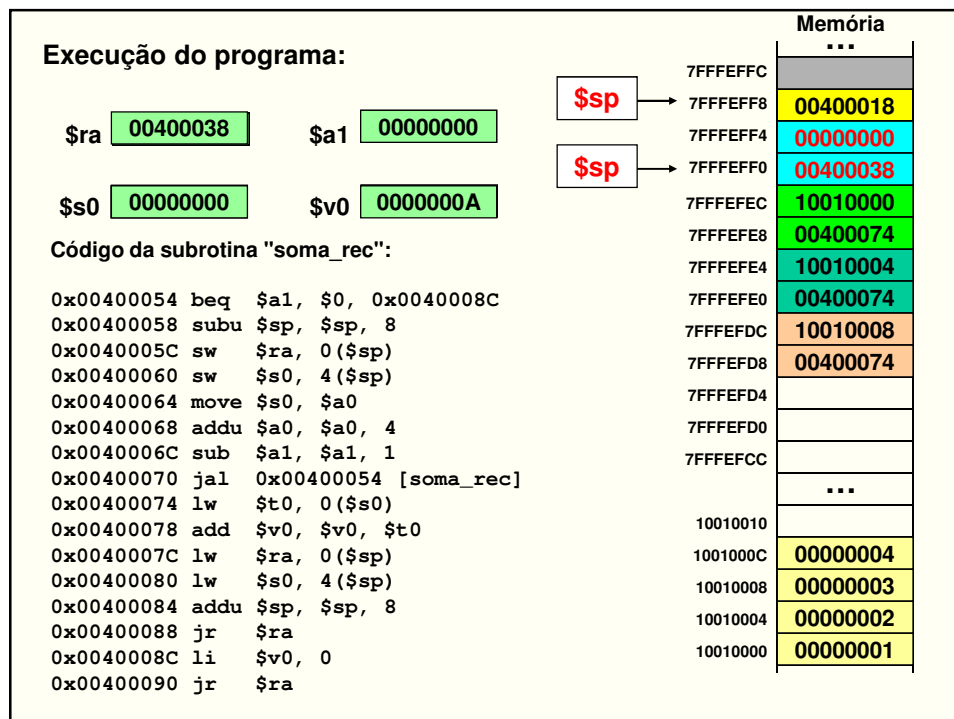 Memória
Execução do programa:
...
7FFFEFFC
$sp
7FFFEFF8 00400018
$ra 00400038 $a1 00000000
7FFFEFF4 00000000
$sp
7FFFEFF0 00400038
$s0 00000000 $v0 0000000A
7FFFEFEC 10010000
7FFFEFE8 00400074
7FFFEFE4 10010004
7FFFEFE0 00400074
7FFFEFDC 10010008
7FFFEFD8 00400074
7FFFEFD4
7FFFEFD0
7FFFEFCC
...
10010010
1001000C 00000004
10010008 00000003
10010004 00000002
10010000 00000001
Código da subrotina "soma_rec":
0x00400054 beq $a1, $0, 0x0040008C
0x00400058 subu $sp, $sp, 8
0x0040005C sw $ra, 0($sp)
0x00400060 sw $s0, 4($sp)
0x00400064 move $s0, $a0
0x00400068 addu $a0, $a0, 4
0x0040006C sub $a1, $a1, 1
0x00400070 jal 0x00400054 [soma_rec]
0x00400074 lw $t0, 0($s0)
0x00400078 add $v0, $v0, $t0
0x0040007C lw $ra, 0($sp)
0x00400080 lw $s0, 4($sp)
0x00400084 addu $sp, $sp, 8
0x00400088 jr $ra
0x0040008C li $v0, 0
0x00400090 jr $ra